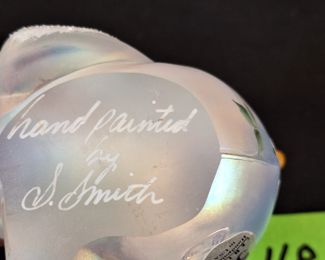 hand painted
by
S. Smith